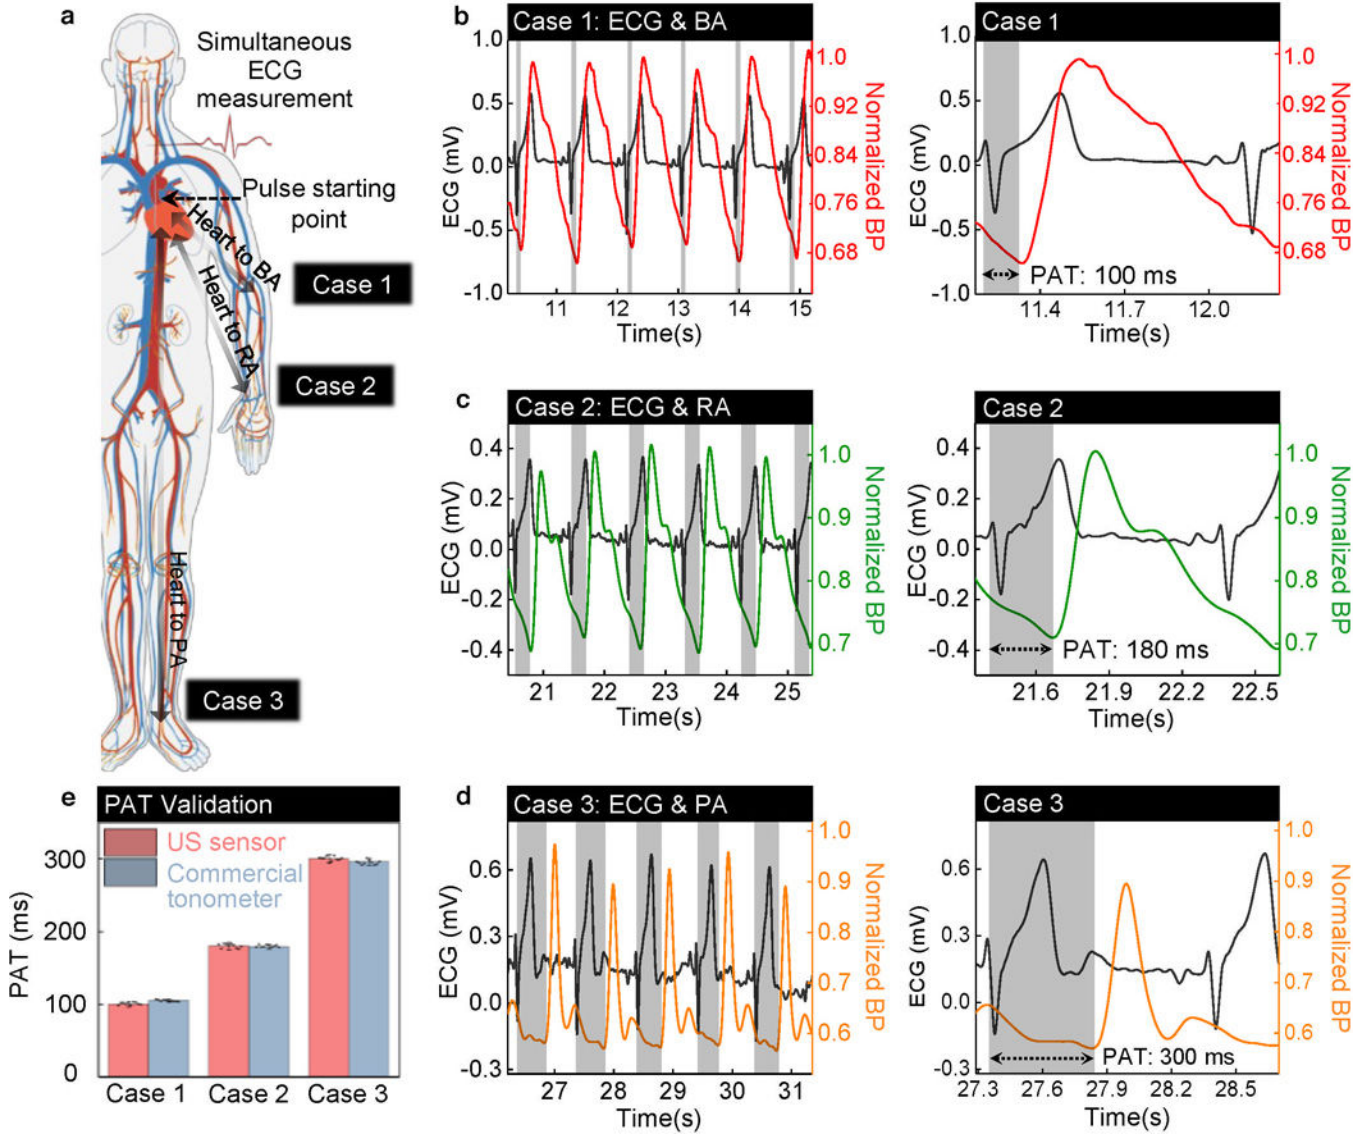 a
Simultaneous
ECG
measurement
Pulse starting
point
Heart to BA
Heart to RA
Heart to PA
Case 1
Case 2
Case 3
b
Case 1: ECG & BA
1.0
0.5
0.0
-0.5
-1.0
ECG (mV)
1.0
0.92
0.84
0.76
0.68
Normalized BP
11 12 13 14 15
Time(s)
Case 1
1.0
0.5
0.0
-0.5
-1.0
ECG (mV)
1.0
0.92
0.84
0.76
0.68
Normalized BP
PAT: 100 ms
11.4 11.7 12.0
Time(s)
c
Case 2: ECG & RA
0.4
0.2
0.0
-0.2
-0.4
ECG (mV)
1.0
0.9
0.8
0.7
Normalized BP
21 22 23 24 25
Time(s)
Case 2
0.4
0.2
0.0
-0.2
-0.4
ECG (mV)
1.0
0.9
0.8
0.7
Normalized BP
PAT: 180 ms
21.6 21.9 22.2 22.5
Time(s)
e
PAT Validation
US sensor
Commercial
tonometer
300
200
100
0
PAT (ms)
Case 1 Case 2 Case 3
d
Case 3: ECG & PA
0.6
0.3
0.0
-0.3
ECG (mV)
1.0
0.9
0.8
0.7
0.6
Normalized BP
27 28 29 30 31
Time(s)
Case 3
0.6
0.3
0.0
-0.3
ECG (mV)
1.0
0.9
0.8
0.7
0.6
Normalized BP
PAT: 300 ms
27.3 27.6 27.9 28.2 28.5
Time(s)